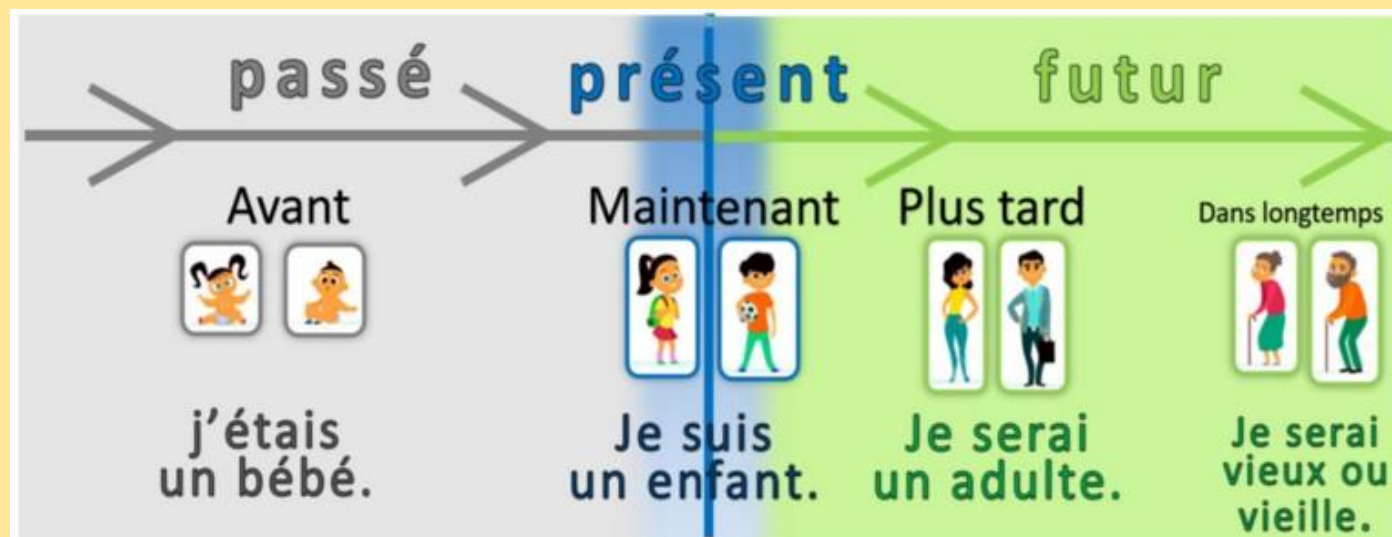 passé présent futur
Avant Maintenant Plus tard Dans longtemps
j'étais
un bébé.
Je suis
un enfant.
Je serai
un adulte.
Je serai
vieux ou
vieille.